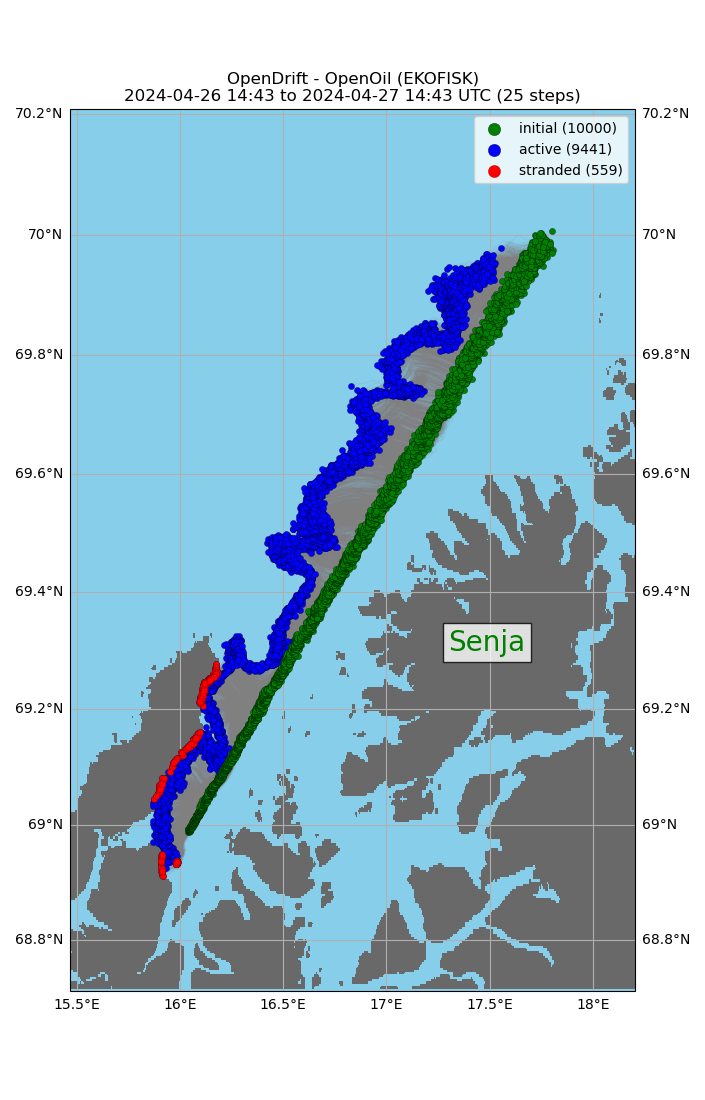 OpenDrift - OpenOil (EKOFISK)
2024-04-26 14:43 to 2024-04-27 14:43 UTC (25 steps)
initial (10000)
active (9441)
stranded (559)
70.2°N 70.2°N
70°N 70°N
69.8°N 69.8°N
69.6°N 69.6°N
69.4°N 69.4°N
Senja
69.2°N 69.2°N
69°N 69°N
68.8°N 68.8°N
15.5°E 16°E 16.5°E 17°E 17.5°E 18°E